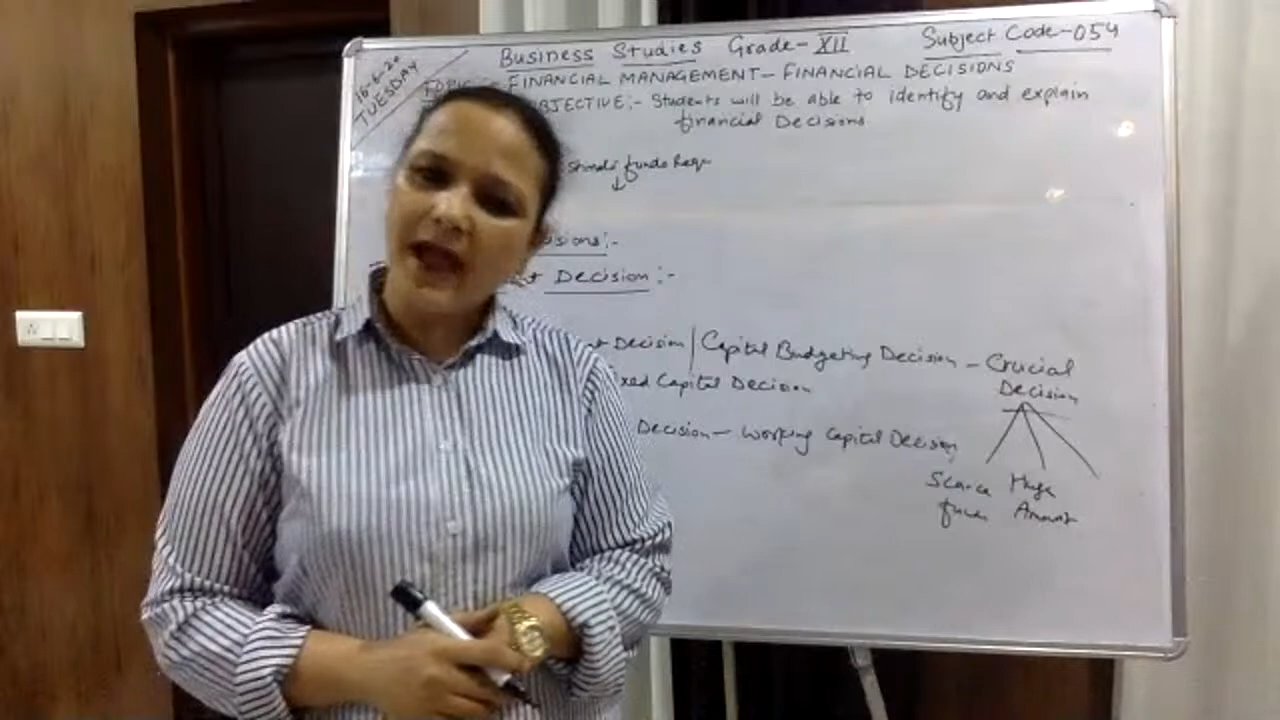 Business Studies Grade-XII Subject Code-054
16-6-20
TUESDAY
FINANCIAL MANAGEMENT- FINANCIAL DECISIONS
OBJECTIVE:- Students will be able to identify and explain
financial Decisions
funds Requ
↓
Decision:-
Decision | Capital Budgeting Decision - Crucial
Decision
Capital Decision
Decision- Working Capital Decision
Scarce Huge
funds Amount